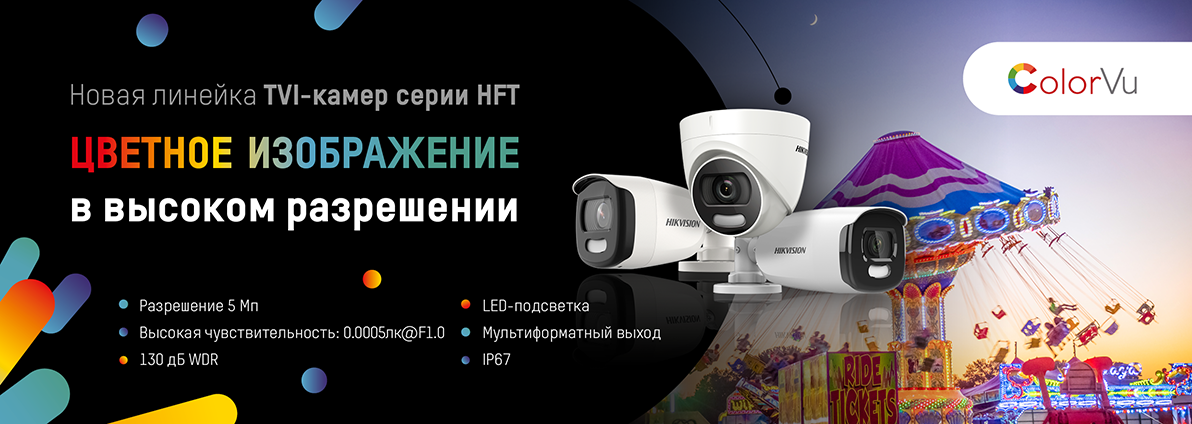 Новая линейка TVI-камер серии HFT
ЦВЕТНОЕ ИЗОБРАЖЕНИЕ
в высоком разрешении
Разрешение 5 Мп
Высокая чувствительность: 0.0005лк@F1.0
130 дБ WDR
LED-подсветка
Мультиформатный выход
IP67
ColorVu
HIKVISION
HIKVISION
RIDE
TICKETS